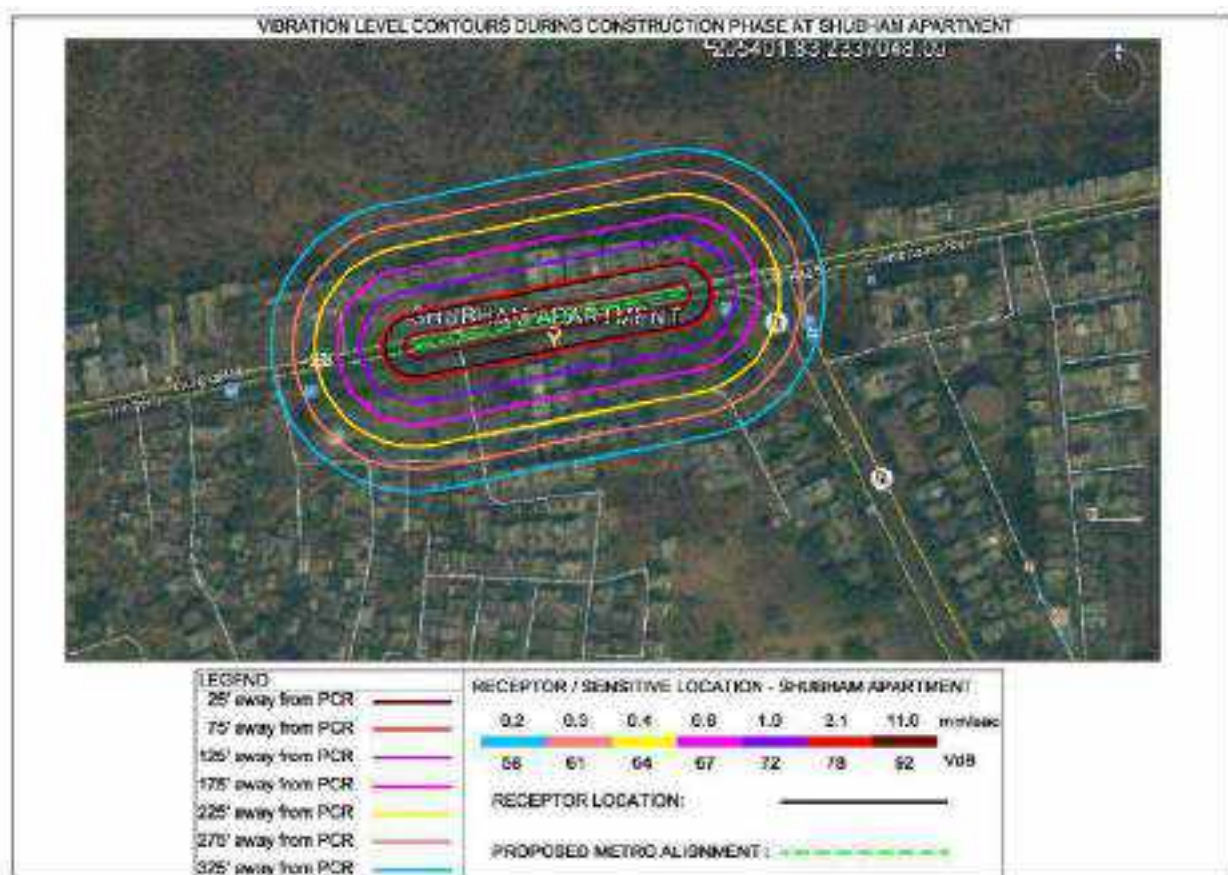 VIBRATION LEVEL CONTOURS DURING CONSTRUCTION PHASE AT SHUBHAM APARTMENT
SHUBHAM APARTMENT
LEGEND
25' away from PCR
75' away from PCR
125' away from PCR
175' away from PCR
225' away from PCR
275' away from PCR
325' away from PCR
RECEPTOR / SENSITIVE LOCATION - SHUBHAM APARTMENT
0.2 0.3 0.4 0.6 1.0 2.1 11.0 mm/sec
61 64 67 72 78 92 VdB
RECEPTOR LOCATION:
PROPOSED METRO ALIGNMENT :